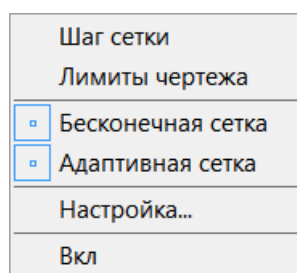 Шаг сетки
Лимиты чертежа
Бесконечная сетка
Адаптивная сетка
Настройка...
Вкл